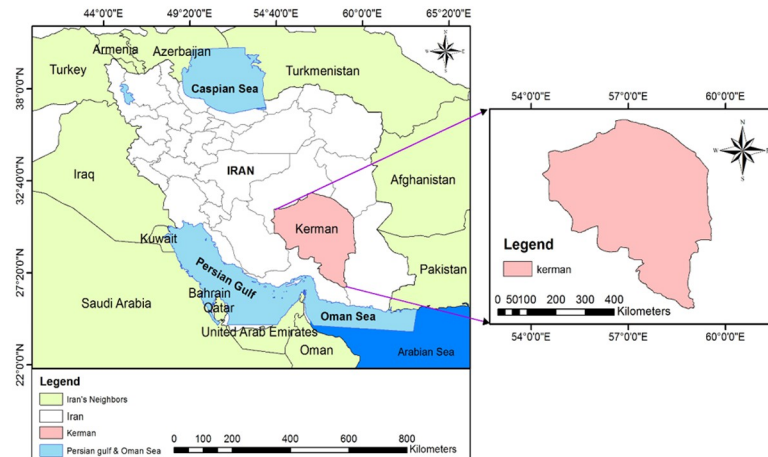 44°0'0"E 49°20'0"E 54°40'0"E 60°0'0"E 65°20'0"E
38°0'0"N
32°40'0"N
27°20'0"N
22°0'0"N
Armenia
Azerbaijan
Turkey
Caspian Sea
Turkmenistan
IRAN
Iraq
Afghanistan
Kerman
Kuwait
Persian Gulf
Pakistan
Bahrain
Saudi Arabia
Qatar
Oman Sea
United Arab Emirates
Oman
Arabian Sea
N
W E
S
Legend
Iran's Neighbors
Iran
Kerman
Persian gulf & Oman Sea
0 100 200 400 600 800
Kilometers
54°0'0"E 57°0'0"E 60°0'0"E
N
W E
S
Legend
kerman
0 50100 200 300 400
Kilometers
54°0'0"E 57°0'0"E 60°0'0"E